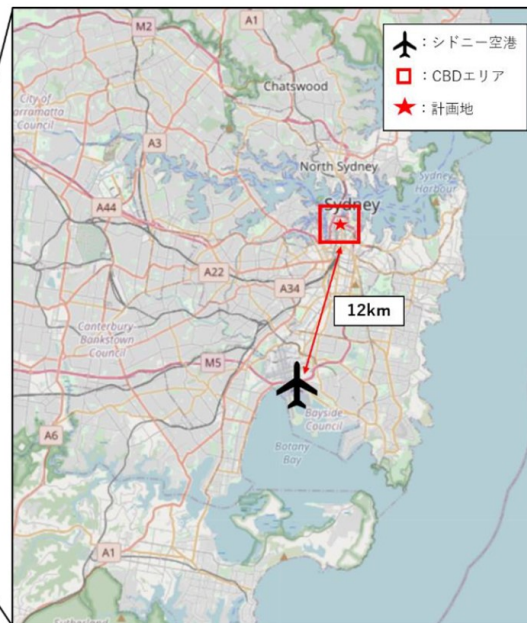 M2
A1
：シドニー空港
：CBDエリア
：計画地
Chatswood
City of
Parramatta
Council
A3
North Sydney
Sydney
Harbour
A44
Sydney
A22
A34
12km
Canterbury
Bankstown
Council
M5
A6
Bayside
Council
Botany
Bay
A1
Sutherland